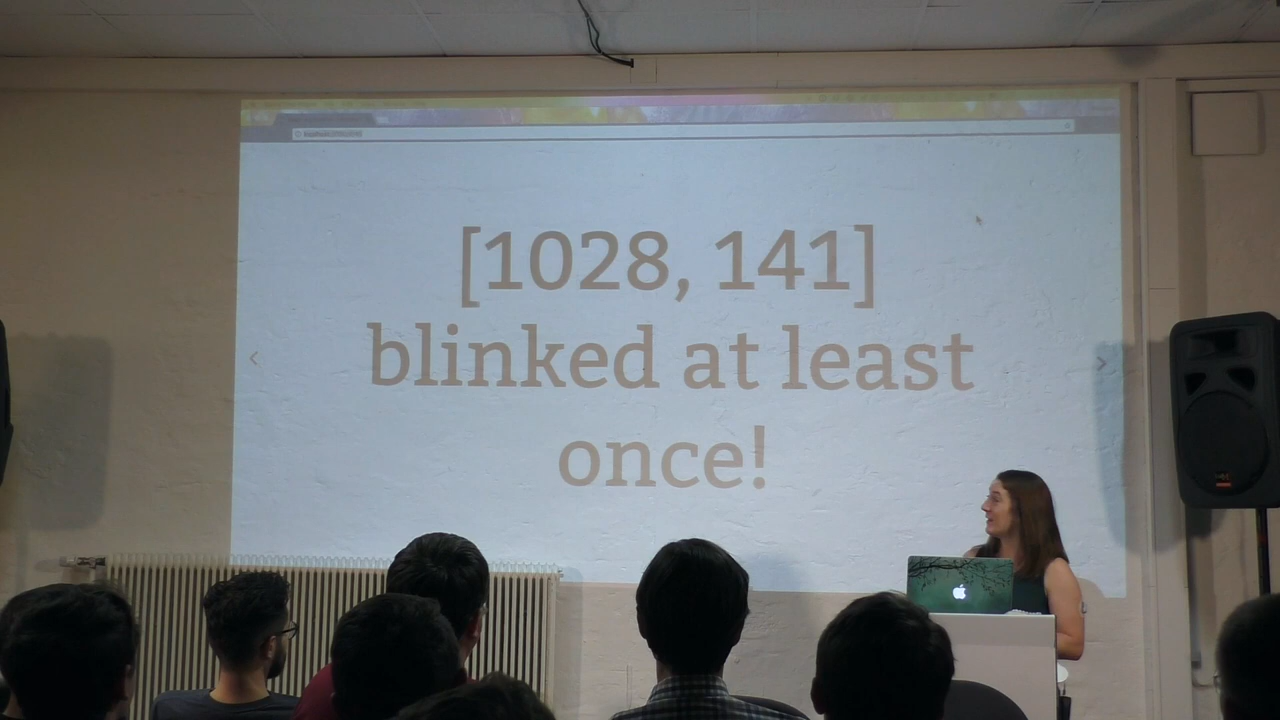 [1028, 141]
blinked at least
once!